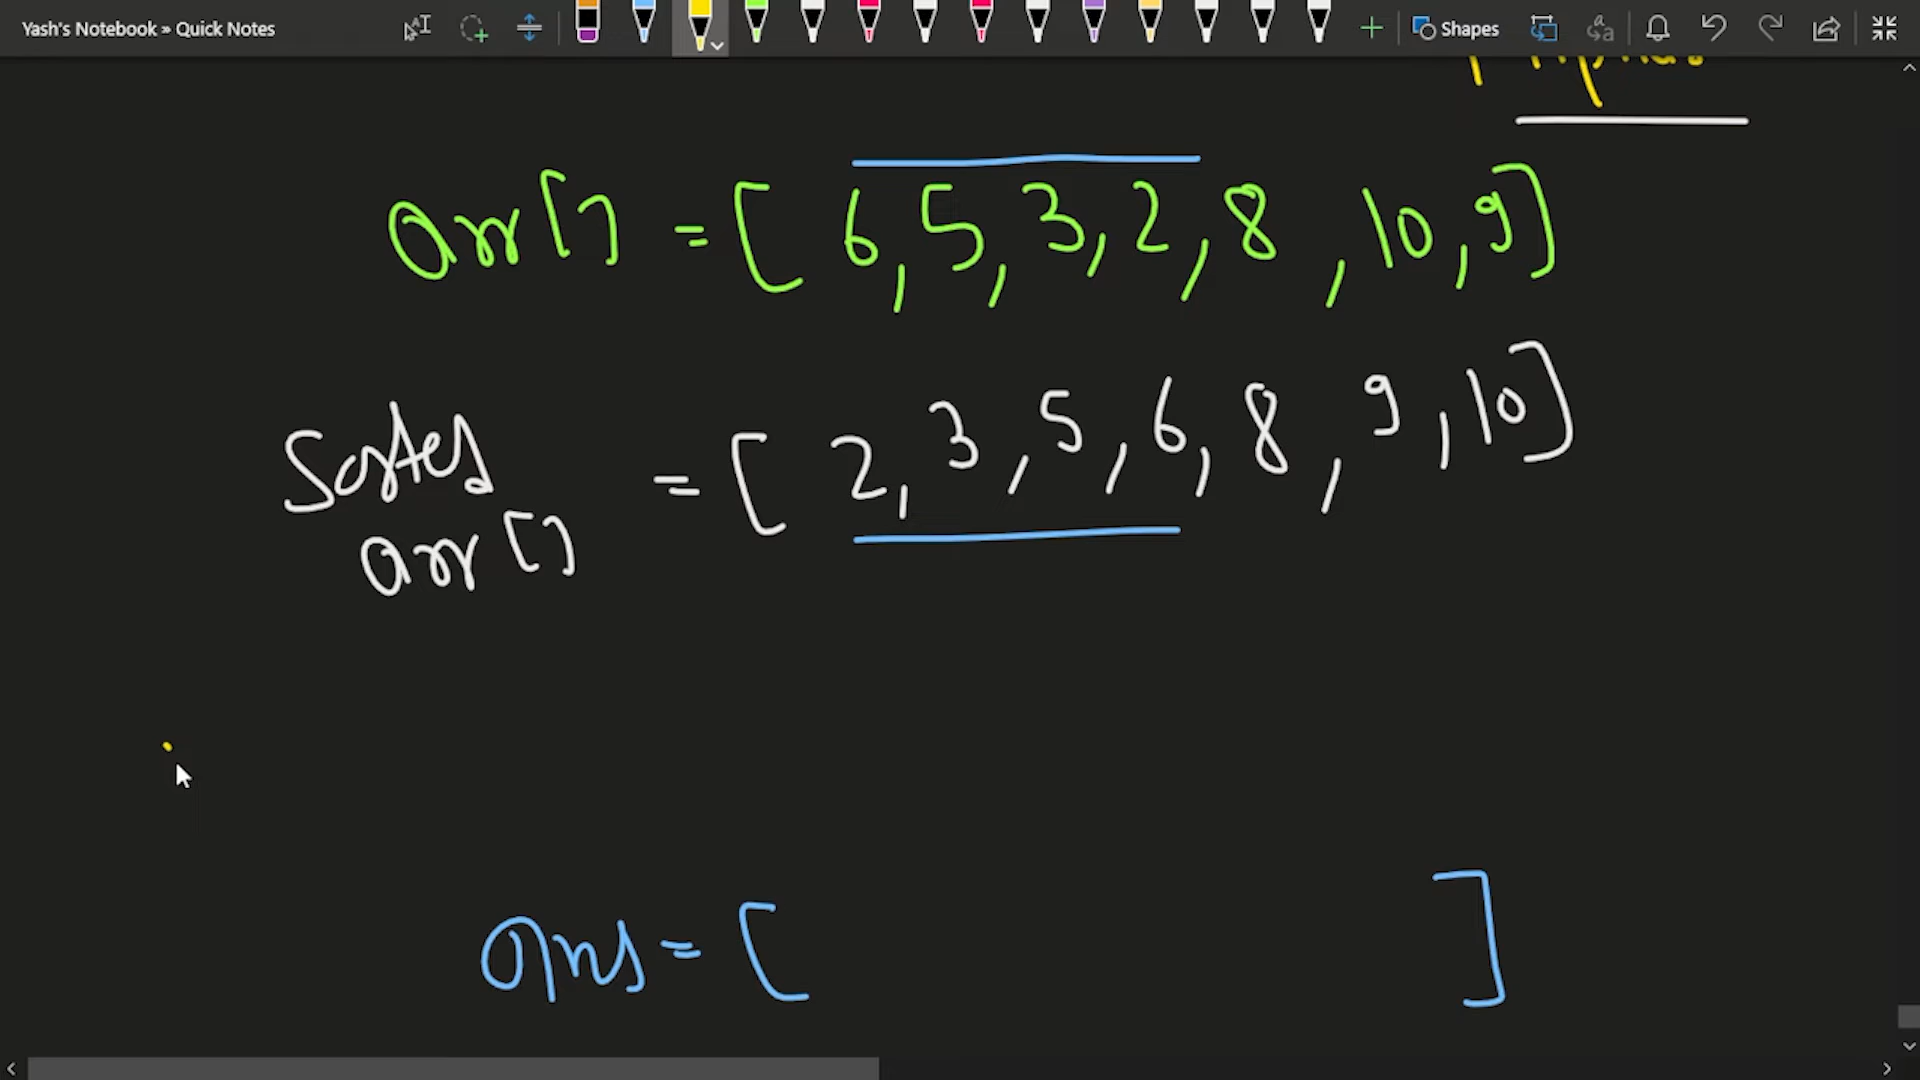 Yash's Notebook » Quick Notes
Shapes
arr[] = [ 6, 5, 3, 2, 8 , 10, 9]
Sorted
arr[] = [ 2, 3 , 5 , 6, 8 , 9 , 10]
ans = [ ]